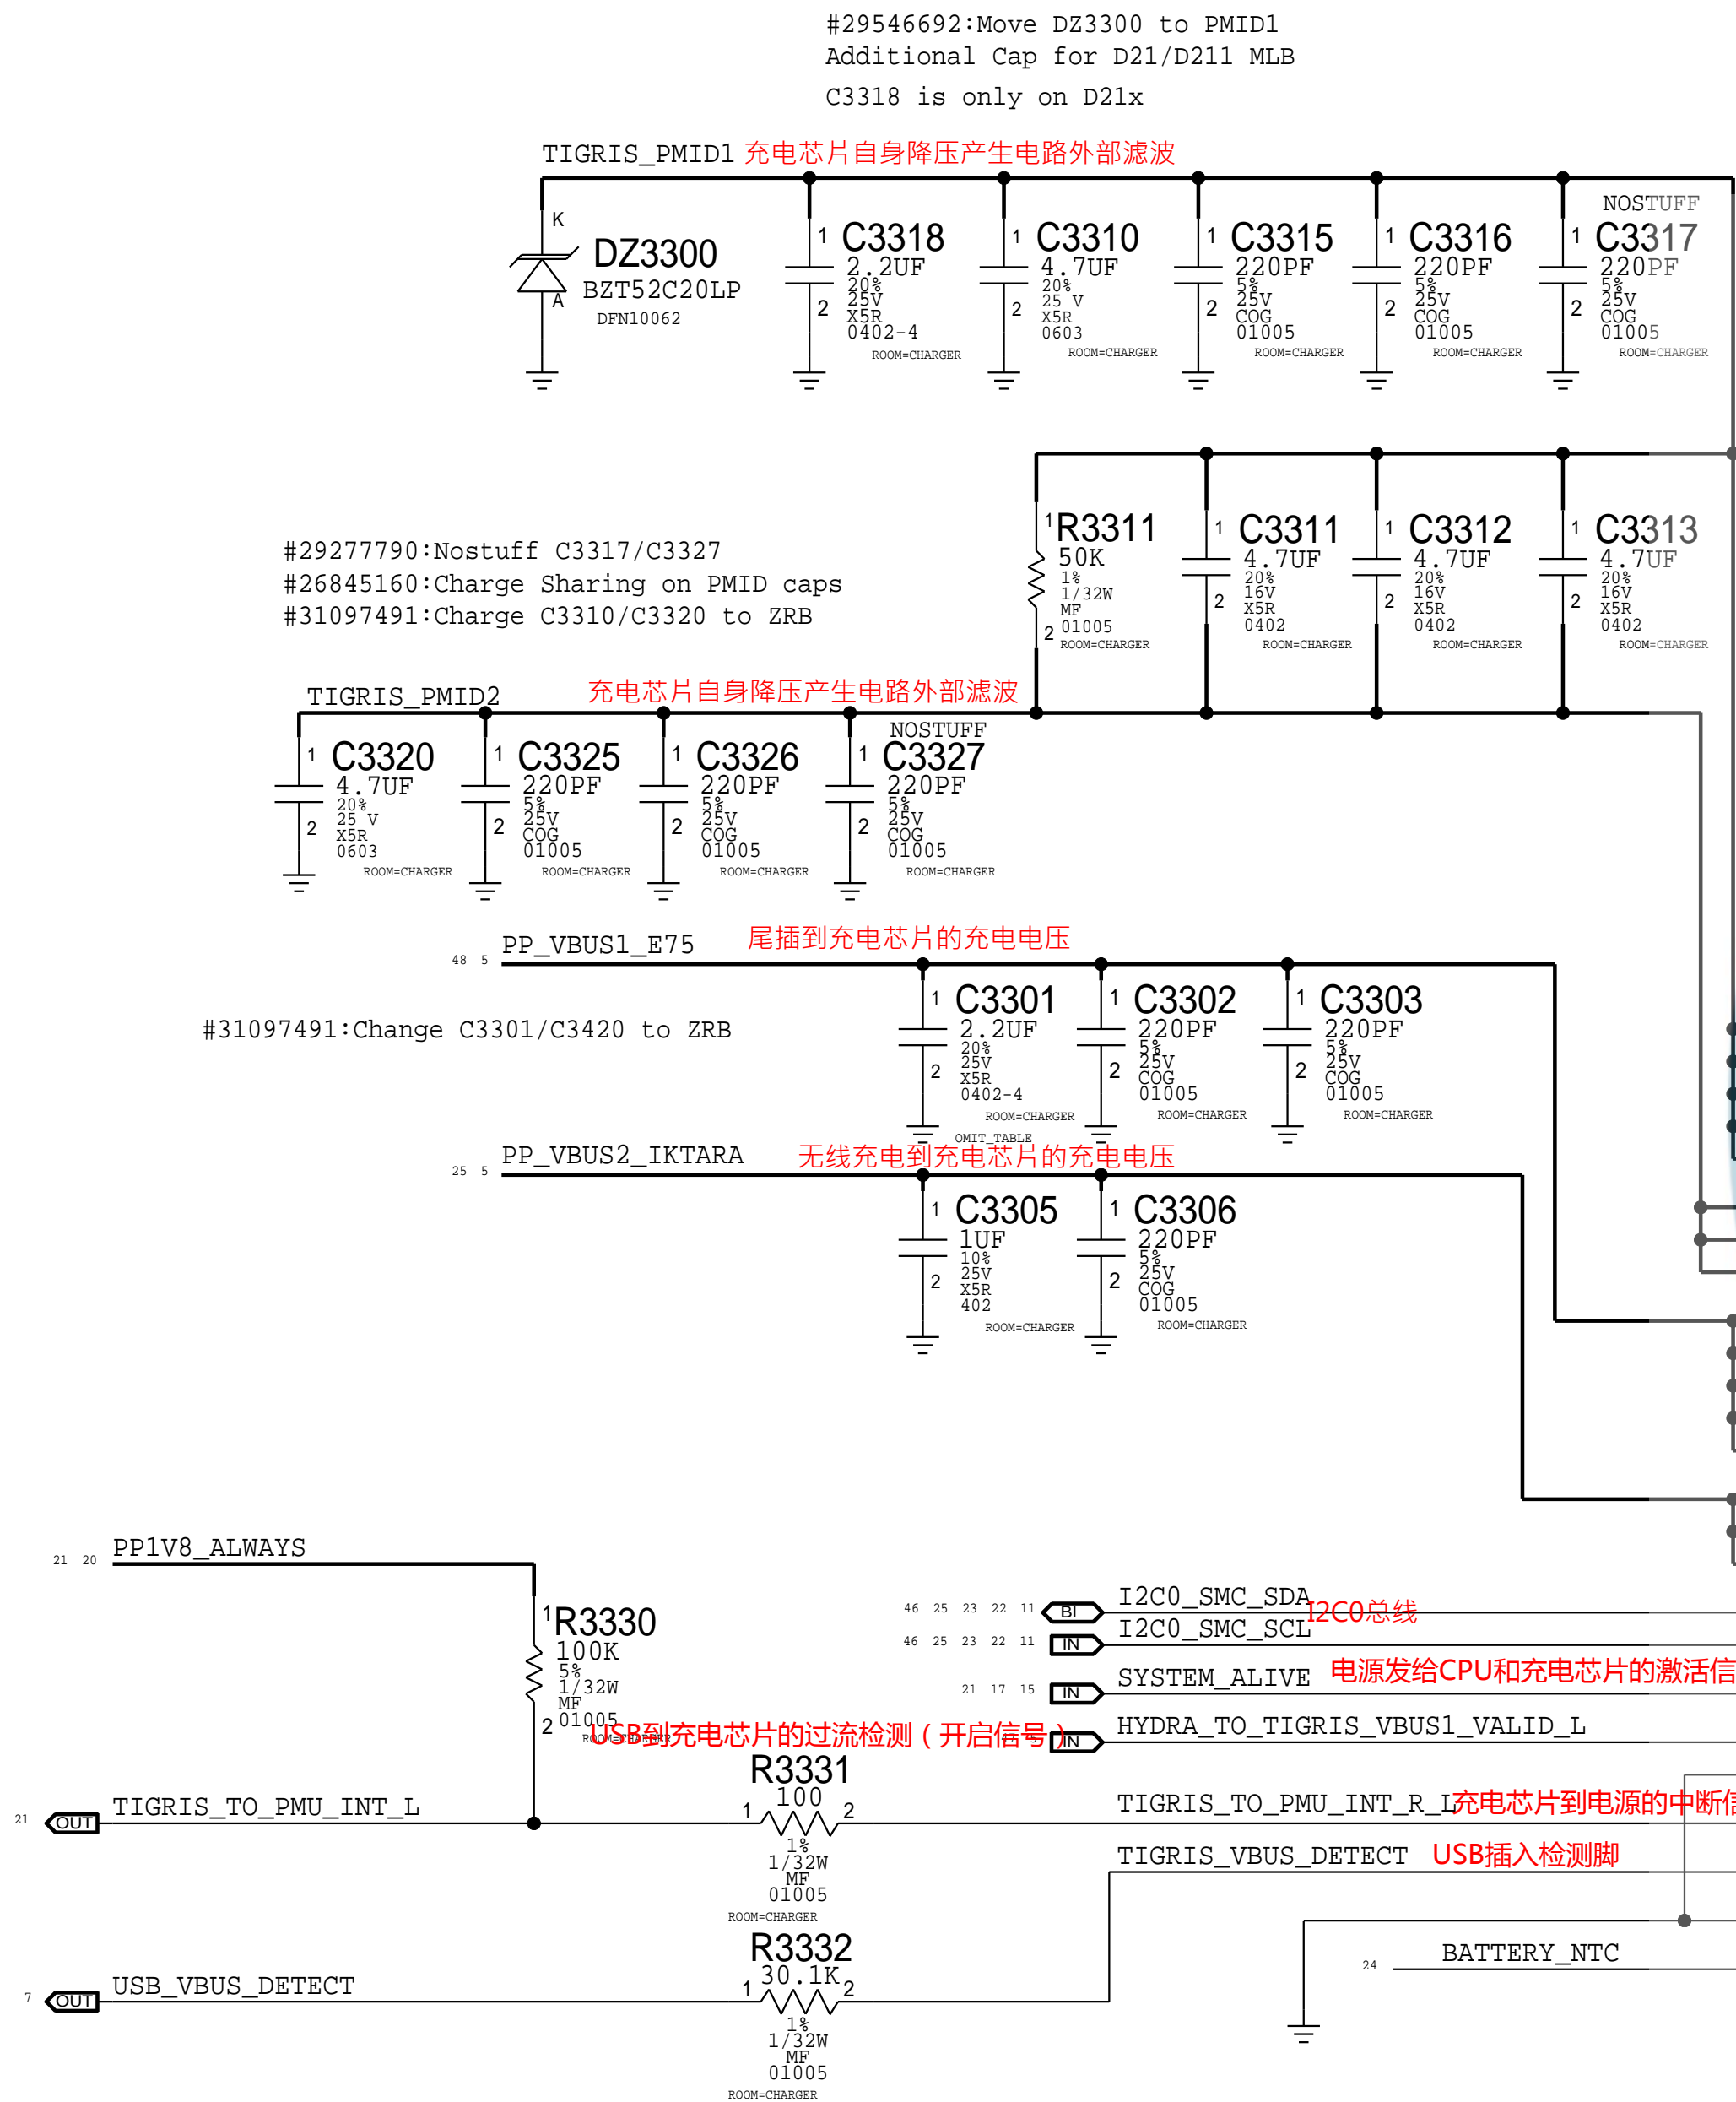 #29546692:Move DZ3300 to PMID1
Additional Cap for D21/D211 MLB
C3318 is only on D21x
TIGRIS_PMID1 充电芯片自身降压产生电路外部滤波
K
DZ3300
BZT52C20LP
A
DFN10062
1 C3318
2.2UF
20%
25V
2 X5R
0402-4
ROOM=CHARGER
1 C3310
4.7UF
20%
25 V
2 X5R
0603
ROOM=CHARGER
1 C3315
220PF
5%
25V
2 COG
01005
ROOM=CHARGER
1 C3316
220PF
5%
25V
2 COG
01005
ROOM=CHARGER
NOSTUFF
1 C3317
220PF
5%
25V
2 COG
01005
ROOM=CHARGER
#29277790:Nostuff C3317/C3327
#26845160:Charge Sharing on PMID caps
#31097491:Charge C3310/C3320 to ZRB
1 R3311
50K
1%
1/32W
MF
2 01005
ROOM=CHARGER
1 C3311
4.7UF
20%
16V
2 X5R
0402
ROOM=CHARGER
1 C3312
4.7UF
20%
16V
2 X5R
0402
ROOM=CHARGER
1 C3313
4.7UF
20%
16V
2 X5R
0402
ROOM=CHARGER
TIGRIS_PMID2 充电芯片自身降压产生电路外部滤波
1 C3320
4.7UF
20%
25 V
2 X5R
0603
ROOM=CHARGER
1 C3325
220PF
5%
25V
2 COG
01005
ROOM=CHARGER
1 C3326
220PF
5%
25V
2 COG
01005
ROOM=CHARGER
NOSTUFF
1 C3327
220PF
5%
25V
2 COG
01005
ROOM=CHARGER
48 5 PP_VBUS1_E75 尾插到充电芯片的充电电压
#31097491:Change C3301/C3420 to ZRB
1 C3301
2.2UF
20%
25V
2 X5R
0402-4
ROOM=CHARGER
OMIT_TABLE
1 C3302
220PF
5%
25V
2 COG
01005
ROOM=CHARGER
1 C3303
220PF
5%
25V
2 COG
01005
ROOM=CHARGER
25 5 PP_VBUS2_IKTARA 无线充电到充电芯片的充电电压
1 C3305
1UF
10%
25V
2 X5R
402
ROOM=CHARGER
1 C3306
220PF
5%
25V
2 COG
01005
ROOM=CHARGER
21 20 PP1V8_ALWAYS
1 R3330
100K
5%
1/32W
MF
2 01005
ROOM=CHARGER
46 25 23 22 11 BI I2C0_SMC_SDA I2C0总线
46 25 23 22 11 IN I2C0_SMC_SCL
21 17 15 IN SYSTEM_ALIVE 电源发给CPU和充电芯片的激活信
USB到充电芯片的过流检测（开启信号）
IN HYDRA_TO_TIGRIS_VBUS1_VALID_L
21 OUT TIGRIS_TO_PMU_INT_L
R3331
100
1 2
1%
1/32W
MF
01005
ROOM=CHARGER
TIGRIS_TO_PMU_INT_R_L 充电芯片到电源的中断信
TIGRIS_VBUS_DETECT USB插入检测脚
7 OUT USB_VBUS_DETECT
R3332
30.1K
1 2
1%
1/32W
MF
01005
ROOM=CHARGER
24 BATTERY_NTC